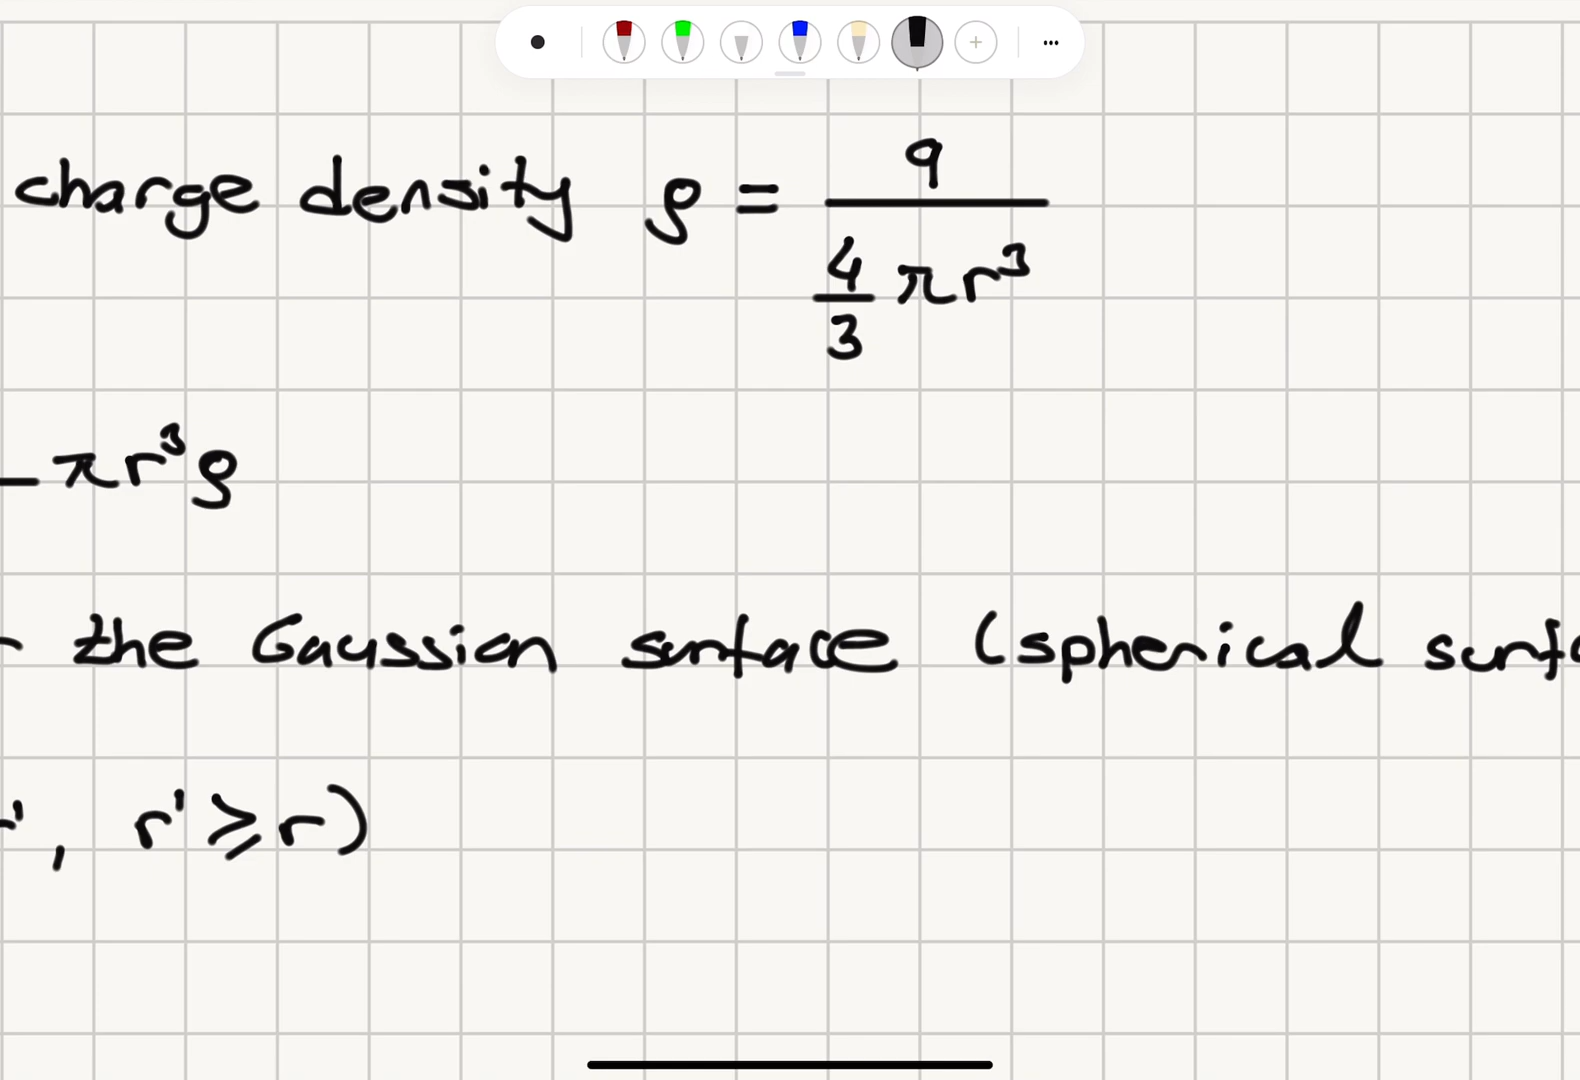 charge density ρ = q / (4/3 πr³)
πr³ρ
the Gaussian surface (spherical surf
, r' ≥ r)